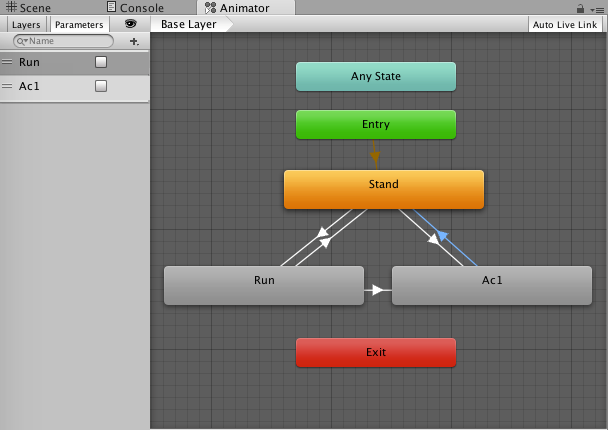 Scene Console Animator
Layers Parameters Base Layer Auto Live Link
Name
Run
Ac1
Any State
Entry
Stand
Run Ac1
Exit